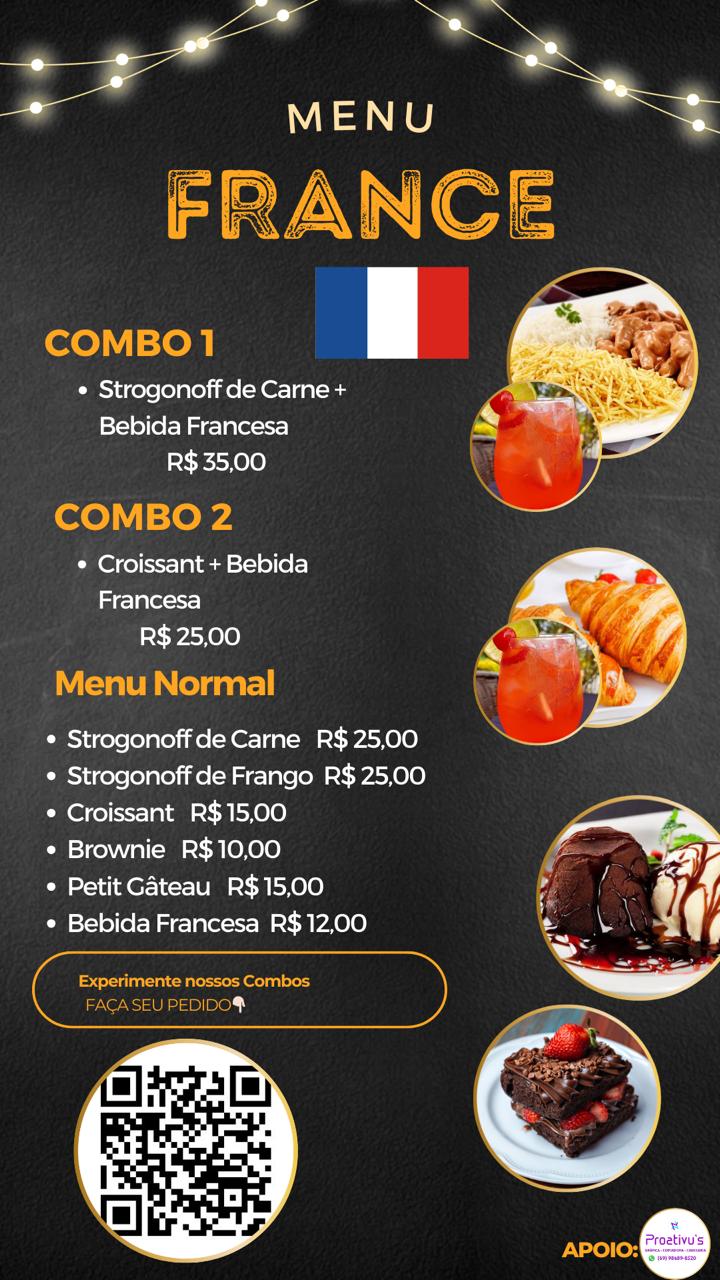 MENU
FRANCE
COMBO 1
• Strogonoff de Carne +
Bebida Francesa
R$ 35,00
COMBO 2
• Croissant + Bebida
Francesa
R$ 25,00
Menu Normal
• Strogonoff de Carne R$ 25,00
• Strogonoff de Frango R$ 25,00
• Croissant R$ 15,00
• Brownie R$ 10,00
• Petit Gâteau R$ 15,00
• Bebida Francesa R$ 12,00
Experimente nossos Combos
FAÇA SEU PEDIDO👇🏻
APOIO:
Proativu's